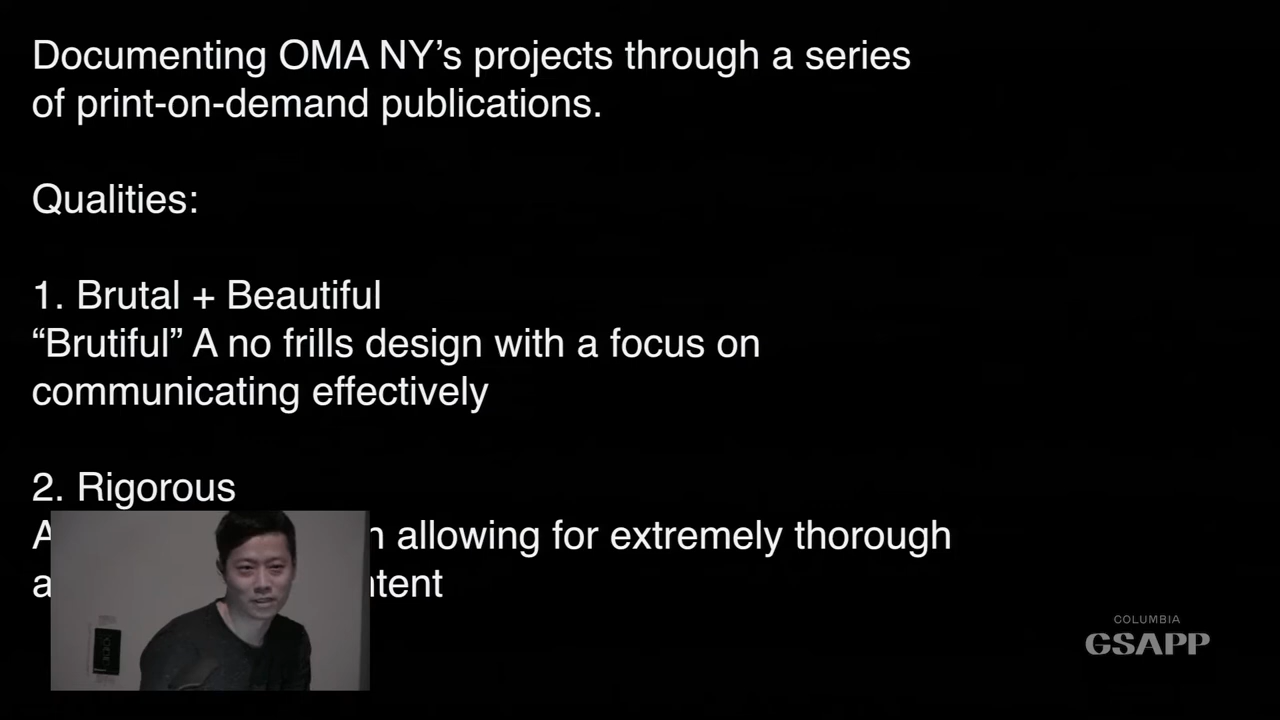 Documenting OMA NY’s projects through a series
of print-on-demand publications.
Qualities:
1. Brutal + Beautiful
“Brutiful” A no frills design with a focus on
communicating effectively
2. Rigorous
allowing for extremely thorough
COLUMBIA
GSAPP